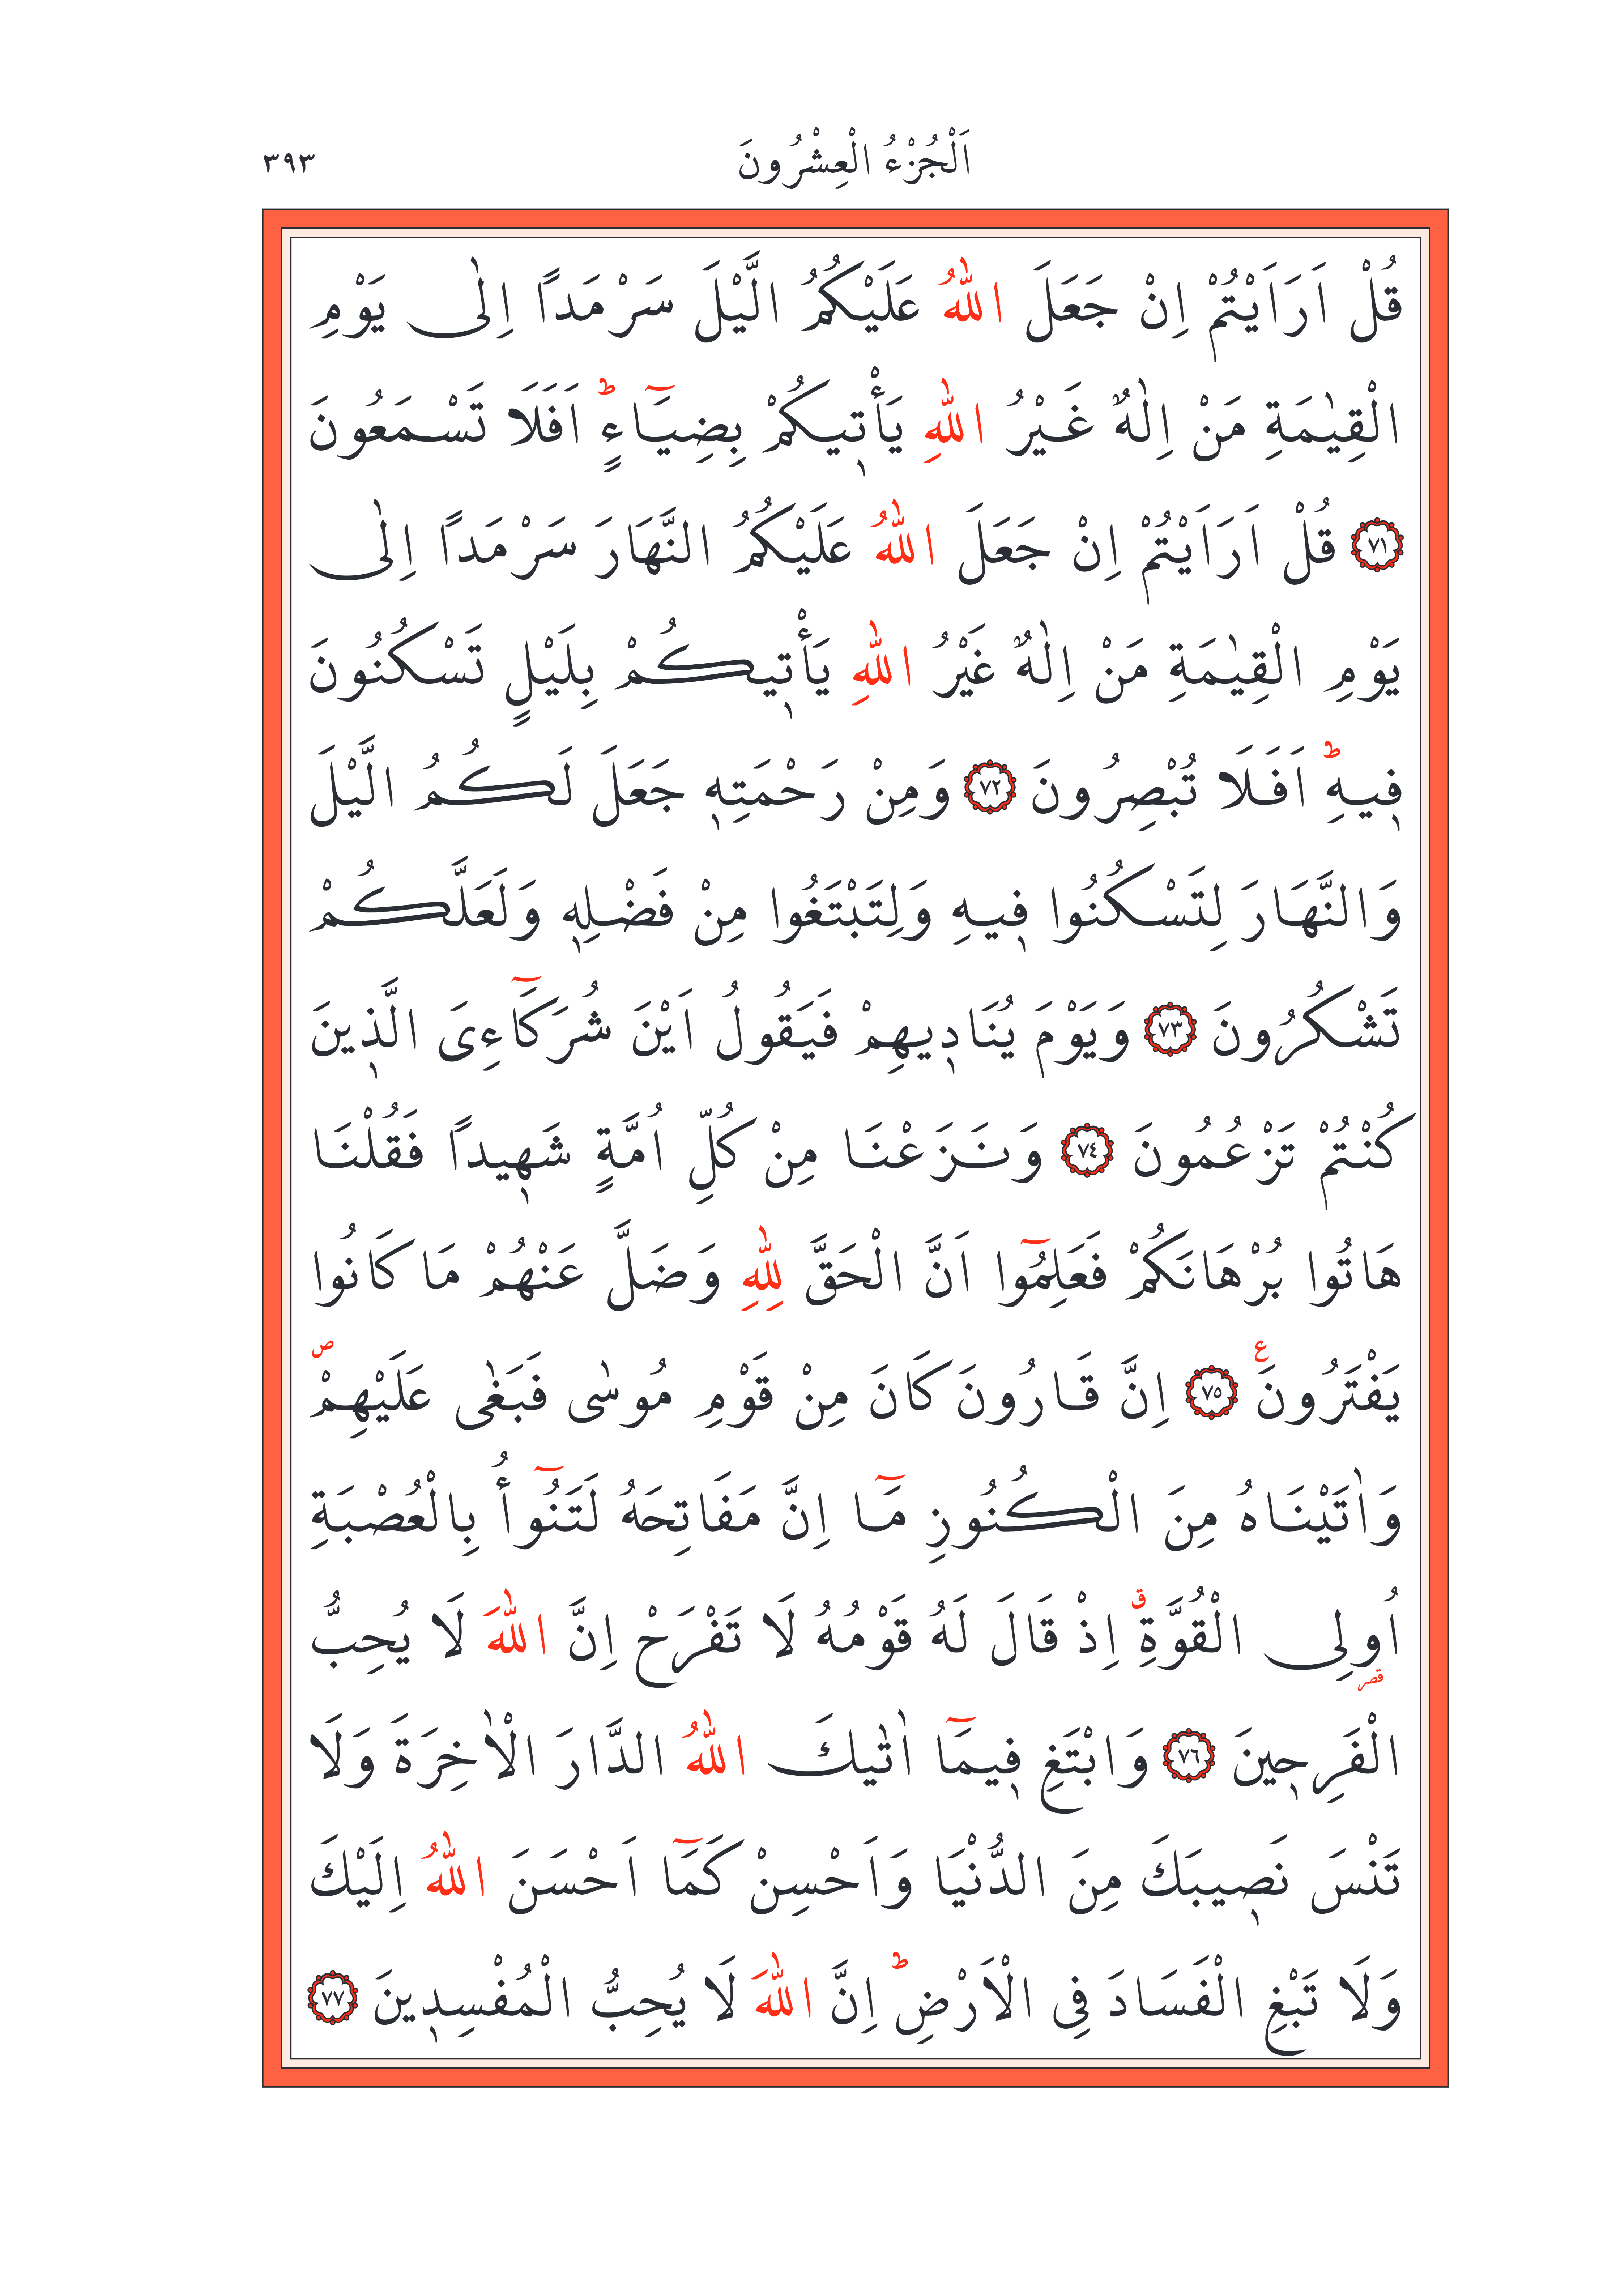 اَلْجُزْءُ الْعِشْرُونَ ٣٩٣
قُلْ اَرَاَيْتُمْ اِنْ جَعَلَ اللّٰهُ عَلَيْكُمُ الَّيْلَ سَرْمَدًا اِلٰى يَوْمِ
الْقِيٰمَةِ مَنْ اِلٰهٌ غَيْرُ اللّٰهِ يَأْت۪يكُمْ بِضِيَٓاءٍۜ اَفَلَا تَسْمَعُونَ
٧١ قُلْ اَرَاَيْتُمْ اِنْ جَعَلَ اللّٰهُ عَلَيْكُمُ النَّهَارَ سَرْمَدًا اِلٰى
يَوْمِ الْقِيٰمَةِ مَنْ اِلٰهٌ غَيْرُ اللّٰهِ يَأْت۪يكُمْ بِلَيْلٍ تَسْكُنُونَ
ف۪يهِۜ اَفَلَا تُبْصِرُونَ ٧٢ وَمِنْ رَحْمَتِه۪ جَعَلَ لَكُمُ الَّيْلَ
وَالنَّهَارَ لِتَسْكُنُوا ف۪يهِ وَلِتَبْتَغُوا مِنْ فَضْلِه۪ وَلَعَلَّكُمْ
تَشْكُرُونَ ٧٣ وَيَوْمَ يُنَاد۪يهِمْ فَيَقُولُ اَيْنَ شُرَكَٓاءِىَ الَّذ۪ينَ
كُنْتُمْ تَزْعُمُونَ ٧٤ وَنَزَعْنَا مِنْ كُلِّ اُمَّةٍ شَه۪يدًا فَقُلْنَا
هَاتُوا بُرْهَانَكُمْ فَعَلِمُٓوا اَنَّ الْحَقَّ لِلّٰهِ وَضَلَّ عَنْهُمْ مَا كَانُوا
يَفْتَرُونَ۟ ٧٥ اِنَّ قَارُونَ كَانَ مِنْ قَوْمِ مُوسٰى فَبَغٰى عَلَيْهِمْۖ
وَاٰتَيْنَاهُ مِنَ الْكُنُوزِ مَٓا اِنَّ مَفَاتِحَهُ لَتَنُٓوأُ بِالْعُصْبَةِ
اُولِى الْقُوَّةِۗ اِذْ قَالَ لَهُ قَوْمُهُ لَا تَفْرَحْ اِنَّ اللّٰهَ لَا يُحِبُّ
قصر
الْفَرِح۪ينَ ٧٦ وَابْتَغِ ف۪يمَٓا اٰتٰيكَ اللّٰهُ الدَّارَ الْاٰخِرَةَ وَلَا
تَنْسَ نَص۪يبَكَ مِنَ الدُّنْيَا وَاَحْسِنْ كَمَٓا اَحْسَنَ اللّٰهُ اِلَيْكَ
وَلَا تَبْغِ الْفَسَادَ فِى الْاَرْضِۜ اِنَّ اللّٰهَ لَا يُحِبُّ الْمُفْسِد۪ينَ ٧٧